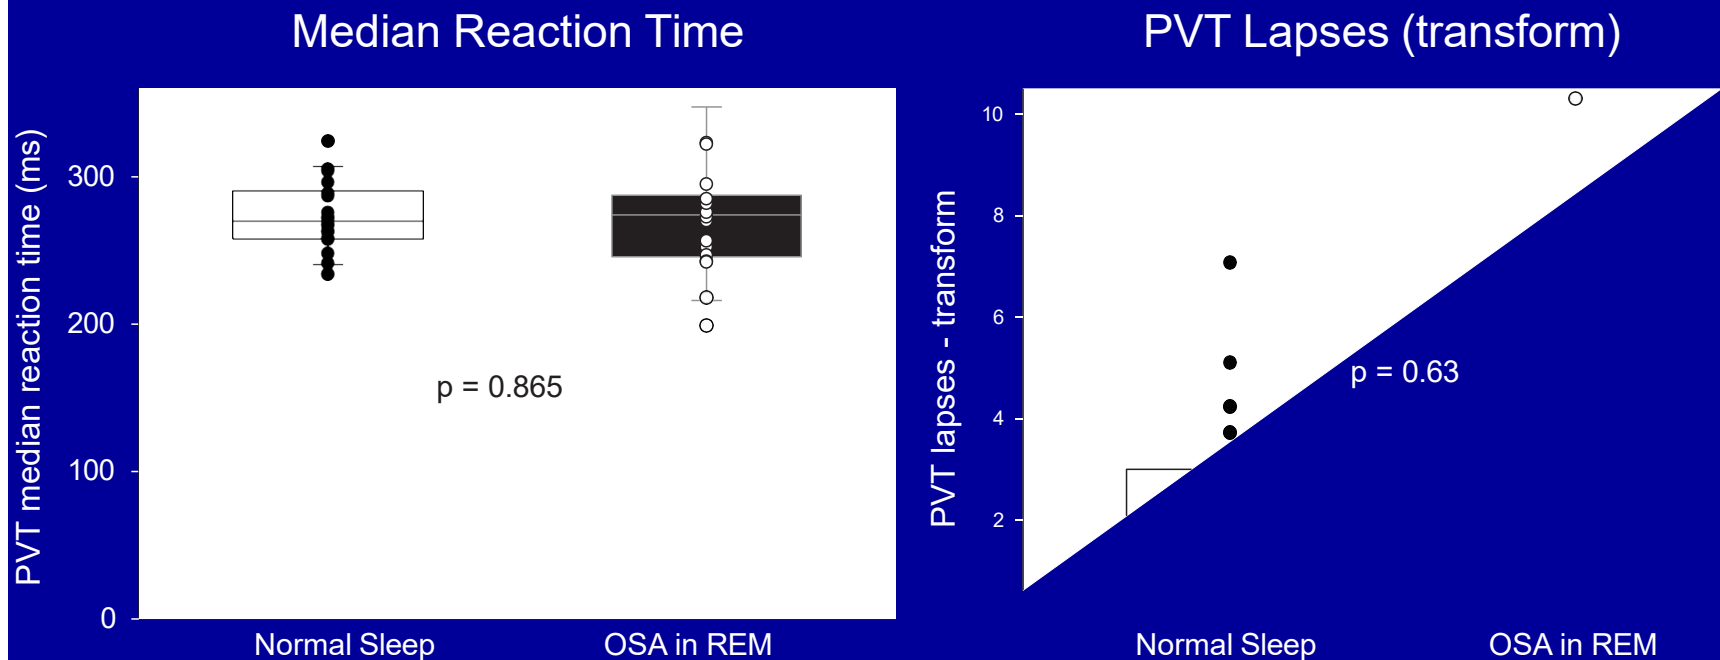 Median Reaction Time
PVT median reaction time (ms)
300
200
100
0
p = 0.865
Normal Sleep
OSA in REM
PVT Lapses (transform)
PVT lapses - transform
10
8
6
4
2
p = 0.63
Normal Sleep
OSA in REM